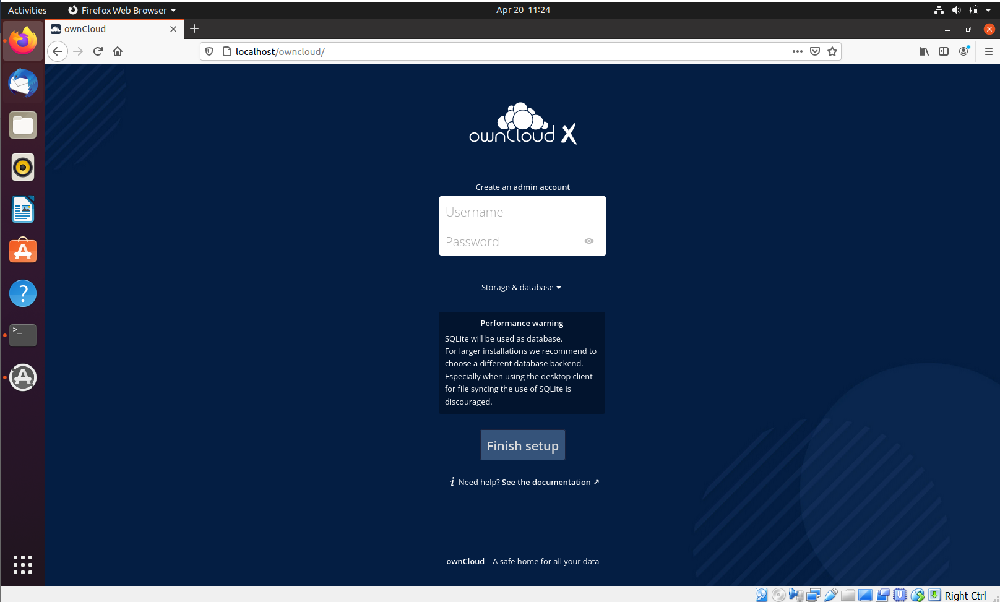 Activities
Firefox Web Browser
Apr 20 11:24
ownCloud
localhost/owncloud/
ownCloud X
Create an admin account
Username
Password
Storage & database
Performance warning
SQLite will be used as database.
For larger installations we recommend to
choose a different database backend.
Especially when using the desktop client
for file syncing the use of SQLite is
discouraged.
Finish setup
i Need help? See the documentation ↗
ownCloud – A safe home for all your data
Right Ctrl